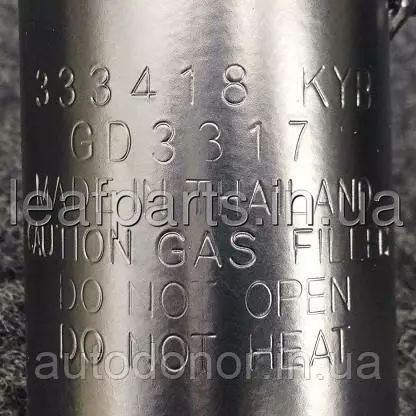 333418 KYB
GD3317
MADE IN THAILAND
leafparts.in.ua
CAUTION GAS FILLED
DO NOT OPEN
DO NOT HEAT
autodonor.in.ua